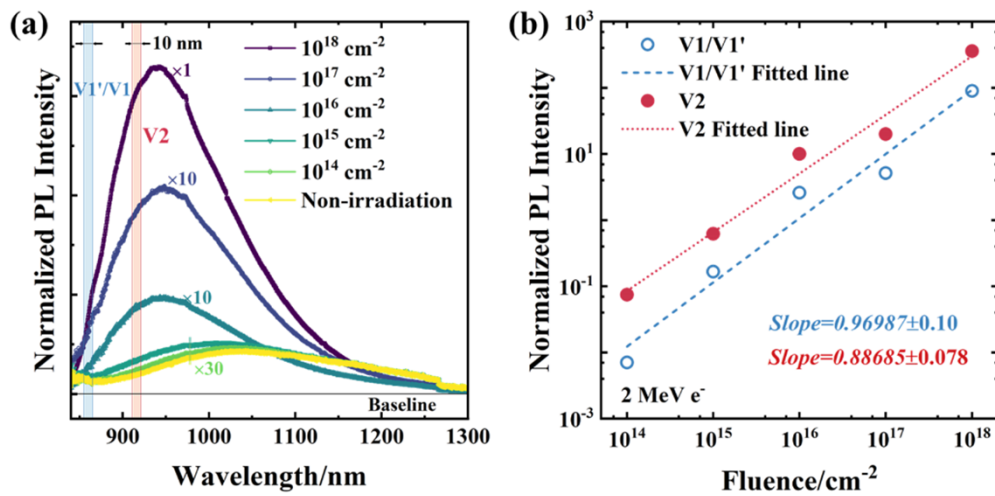 (a)
10 nm
V1'/V1
V2
×1
×10
×10
×30
10¹⁸ cm⁻²
10¹⁷ cm⁻²
10¹⁶ cm⁻²
10¹⁵ cm⁻²
10¹⁴ cm⁻²
Non-irradiation
Baseline
Normalized PL Intensity
900 1000 1100 1200 1300
Wavelength/nm
(b)
10³
10¹
10⁻¹
10⁻³
Normalized PL Intensity
V1/V1'
V1/V1' Fitted line
V2
V2 Fitted line
Slope=0.96987±0.10
Slope=0.88685±0.078
2 MeV e⁻
10¹⁴ 10¹⁵ 10¹⁶ 10¹⁷ 10¹⁸
Fluence/cm⁻²